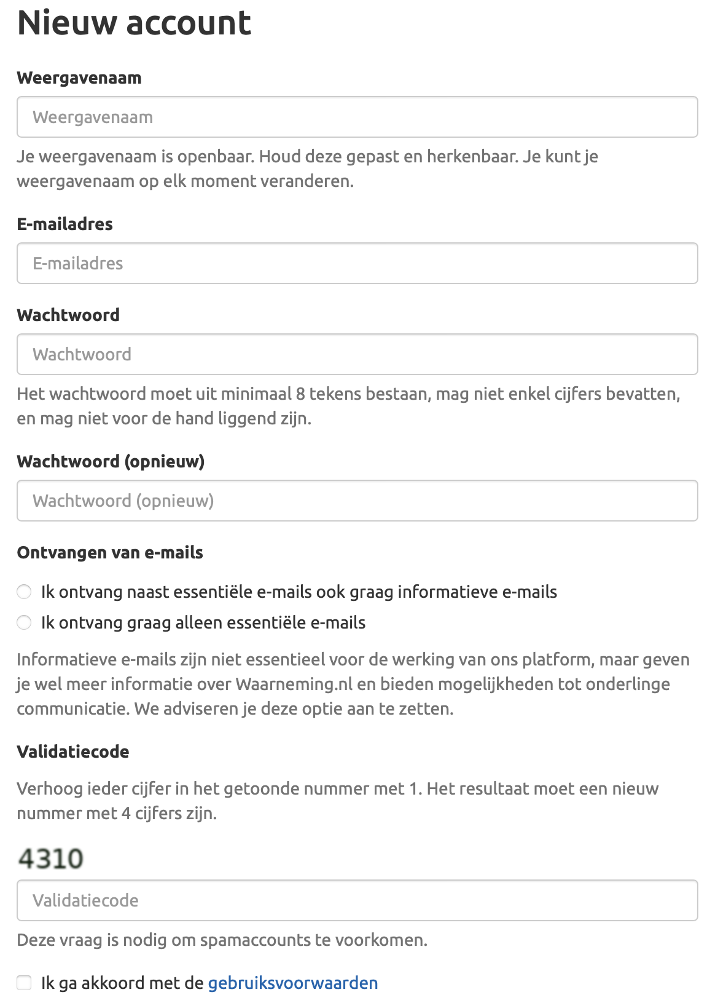 Nieuw account
Weergavenaam
Weergavenaam
Je weergavenaam is openbaar. Houd deze gepast en herkenbaar. Je kunt je
weergavenaam op elk moment veranderen.
E-mailadres
E-mailadres
Wachtwoord
Wachtwoord
Het wachtwoord moet uit minimaal 8 tekens bestaan, mag niet enkel cijfers bevatten,
en mag niet voor de hand liggend zijn.
Wachtwoord (opnieuw)
Wachtwoord (opnieuw)
Ontvangen van e-mails
Ik ontvang naast essentiële e-mails ook graag informatieve e-mails
Ik ontvang graag alleen essentiële e-mails
Informatieve e-mails zijn niet essentieel voor de werking van ons platform, maar geven
je wel meer informatie over Waarneming.nl en bieden mogelijkheden tot onderlinge
communicatie. We adviseren je deze optie aan te zetten.
Validatiecode
Verhoog ieder cijfer in het getoonde nummer met 1. Het resultaat moet een nieuw
nummer met 4 cijfers zijn.
4310
Validatiecode
Deze vraag is nodig om spamaccounts te voorkomen.
Ik ga akkoord met de gebruiksvoorwaarden